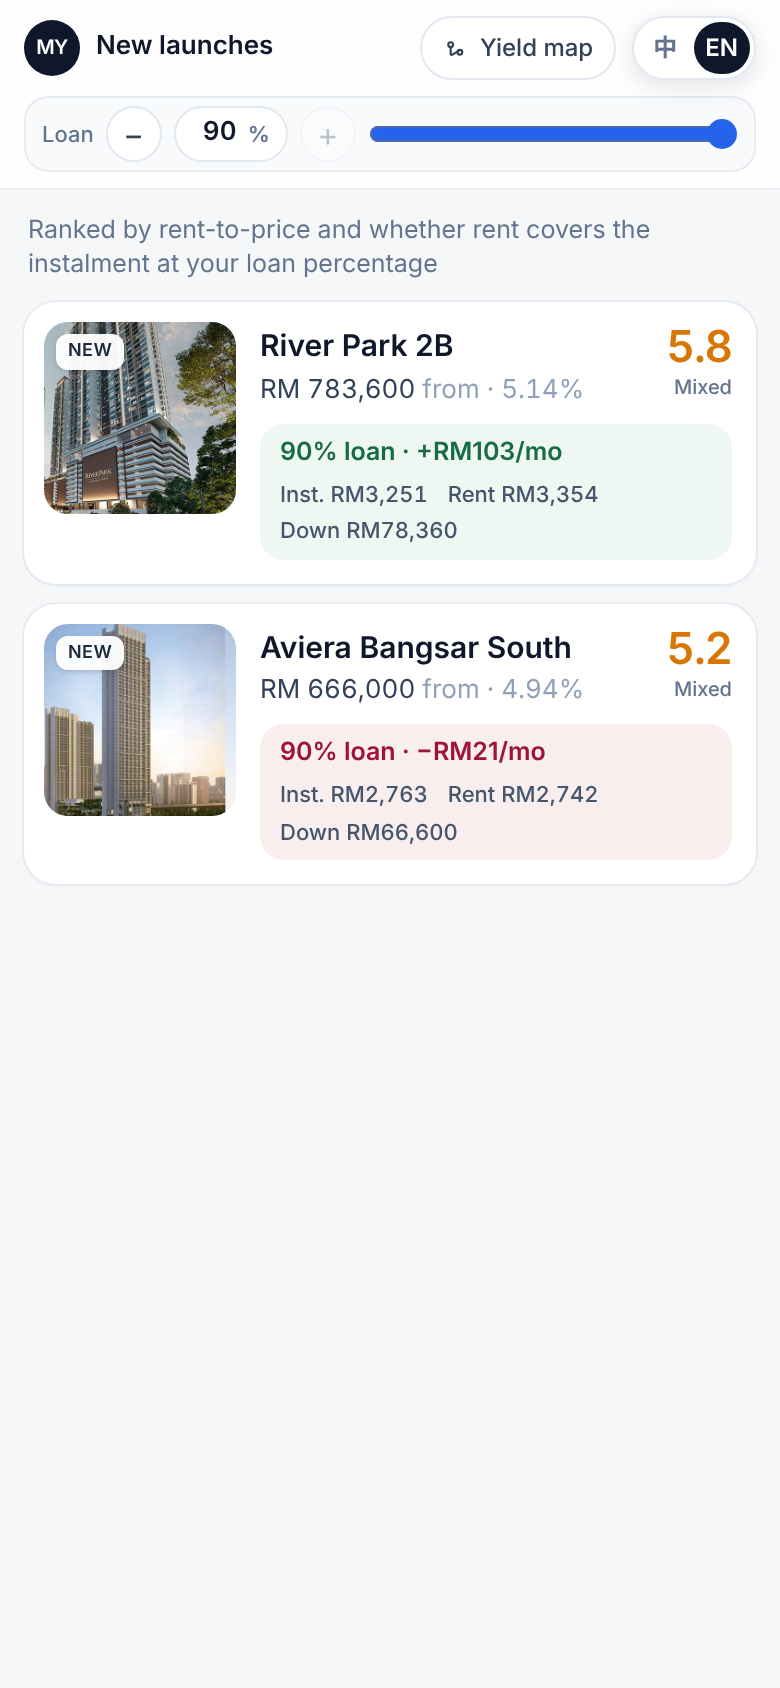 MY New launches Yield map 中 EN
Loan − 90 % +
Ranked by rent-to-price and whether rent covers the
instalment at your loan percentage
NEW
River Park 2B
5.8
RM 783,600 from · 5.14%
Mixed
90% loan · +RM103/mo
Inst. RM3,251 Rent RM3,354
Down RM78,360
RIVERPARK
NEW
Aviera Bangsar South
5.2
RM 666,000 from · 4.94%
Mixed
90% loan · −RM21/mo
Inst. RM2,763 Rent RM2,742
Down RM66,600